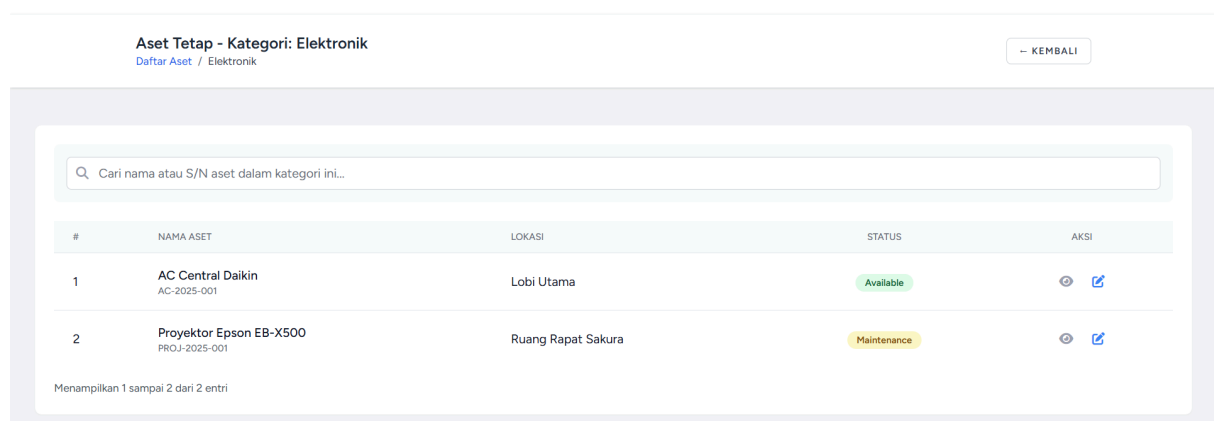 Aset Tetap - Kategori: Elektronik
Daftar Aset / Elektronik
← KEMBALI
Cari nama atau S/N aset dalam kategori ini...
# NAMA ASET LOKASI STATUS AKSI
1 AC Central Daikin Lobi Utama Available
AC-2025-001
2 Proyektor Epson EB-X500 Ruang Rapat Sakura Maintenance
PROJ-2025-001
Menampilkan 1 sampai 2 dari 2 entri